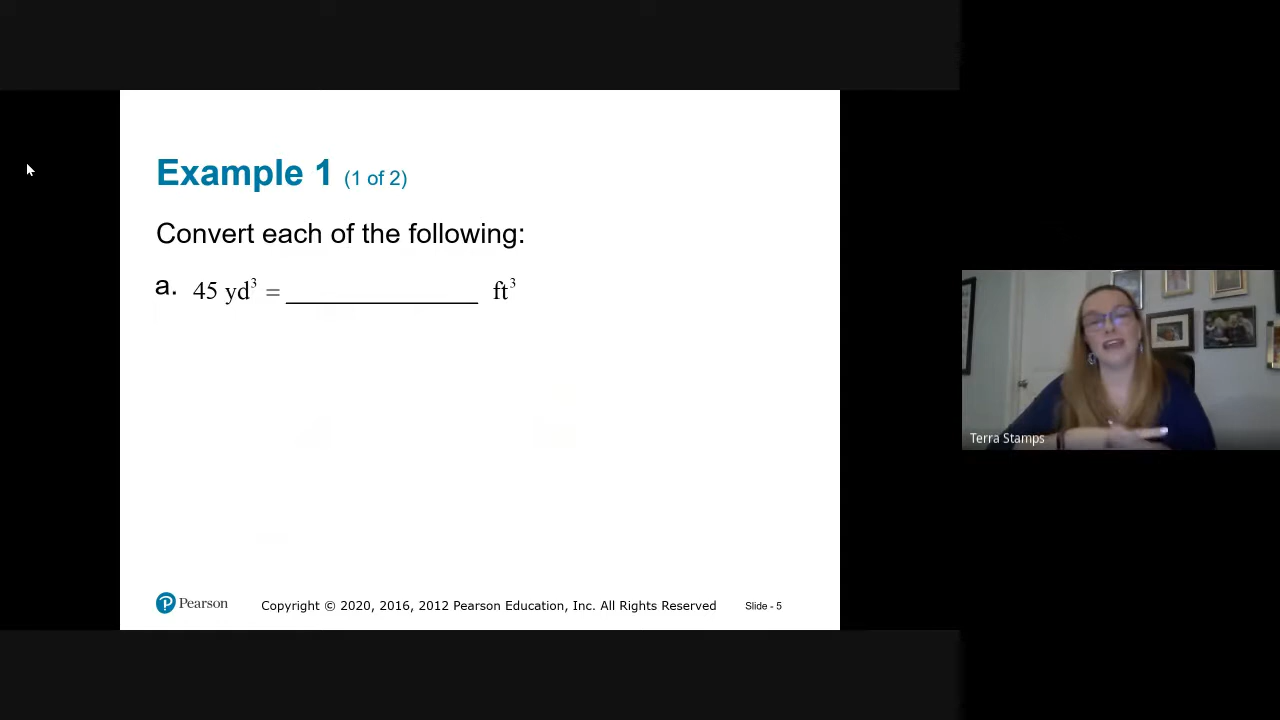 Example 1 (1 of 2)
Convert each of the following:
a. 45 yd³ = ______________ ft³
Terra Stamps
Pearson Copyright © 2020, 2016, 2012 Pearson Education, Inc. All Rights Reserved Slide - 5